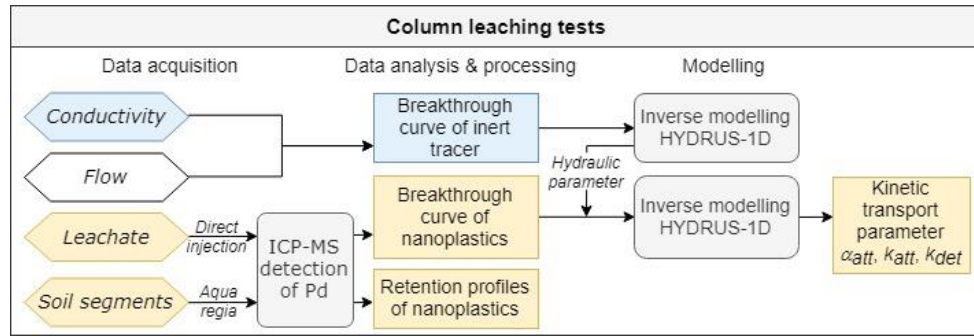 Column leaching tests
Data acquisition
Data analysis & processing
Modelling
Conductivity
Flow
Breakthrough
curve of inert
tracer
Inverse modelling
HYDRUS-1D
Hydraulic
parameter
Leachate
Direct
injection
Soil segments
Aqua
regia
ICP-MS
detection
of Pd
Breakthrough
curve of
nanoplastics
Retention profiles
of nanoplastics
Inverse modelling
HYDRUS-1D
Kinetic
transport
parameter
αatt, katt, kdet